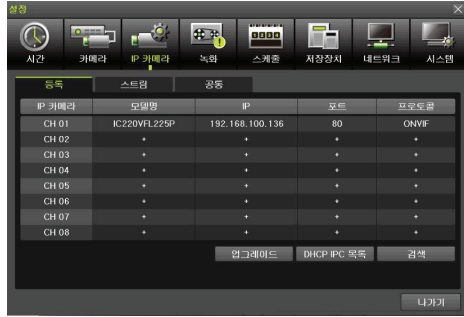 설정
시간 카메라 IP 카메라 녹화 스케줄 저장장치 네트워크 시스템
등록 스트림 공통
IP 카메라 모델명 IP 포트 프로토콜
CH 01 IC220VFL225P 192.168.100.136 80 ONVIF
CH 02 + + + +
CH 03 + + + +
CH 04 + + + +
CH 05 + + + +
CH 06 + + + +
CH 07 + + + +
CH 08 + + + +
업그레이드 DHCP IPC 목록 검색
나가기